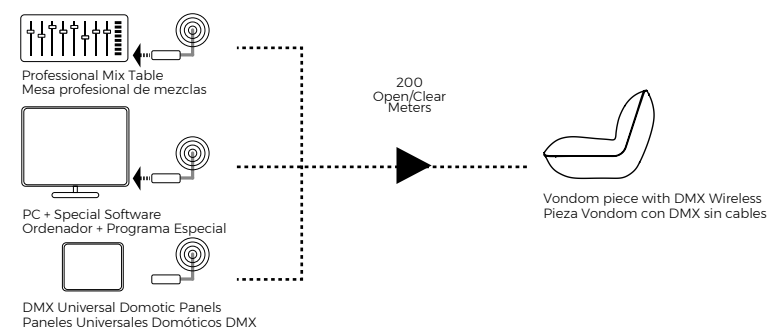 Professional Mix Table
Mesa profesional de mezclas
200
Open/Clear
Meters
PC + Special Software
Ordenador + Programa Especial
Vondom piece with DMX Wireless
Pieza Vondom con DMX sin cables
DMX Universal Domotic Panels
Paneles Universales Domóticos DMX